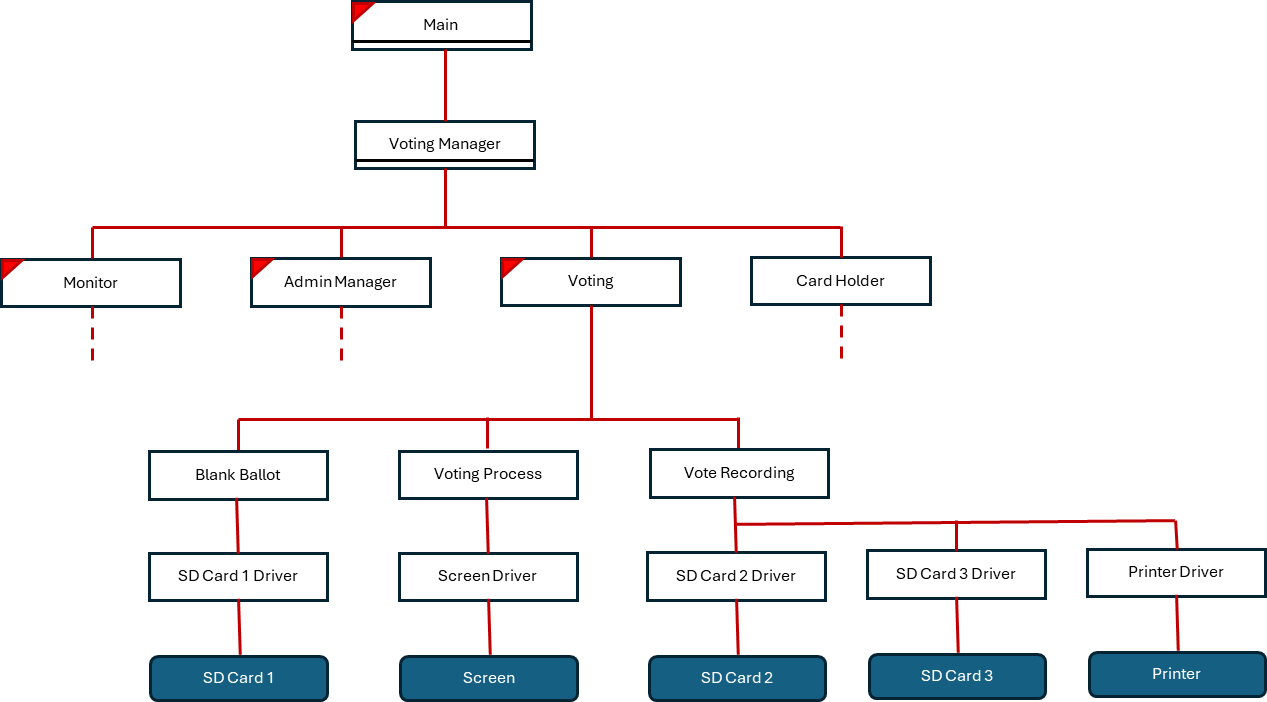 Main
Voting Manager
Monitor
Admin Manager
Voting
Card Holder
Blank Ballot
Voting Process
Vote Recording
SD Card 1 Driver
Screen Driver
SD Card 2 Driver
SD Card 3 Driver
Printer Driver
SD Card 1
Screen
SD Card 2
SD Card 3
Printer